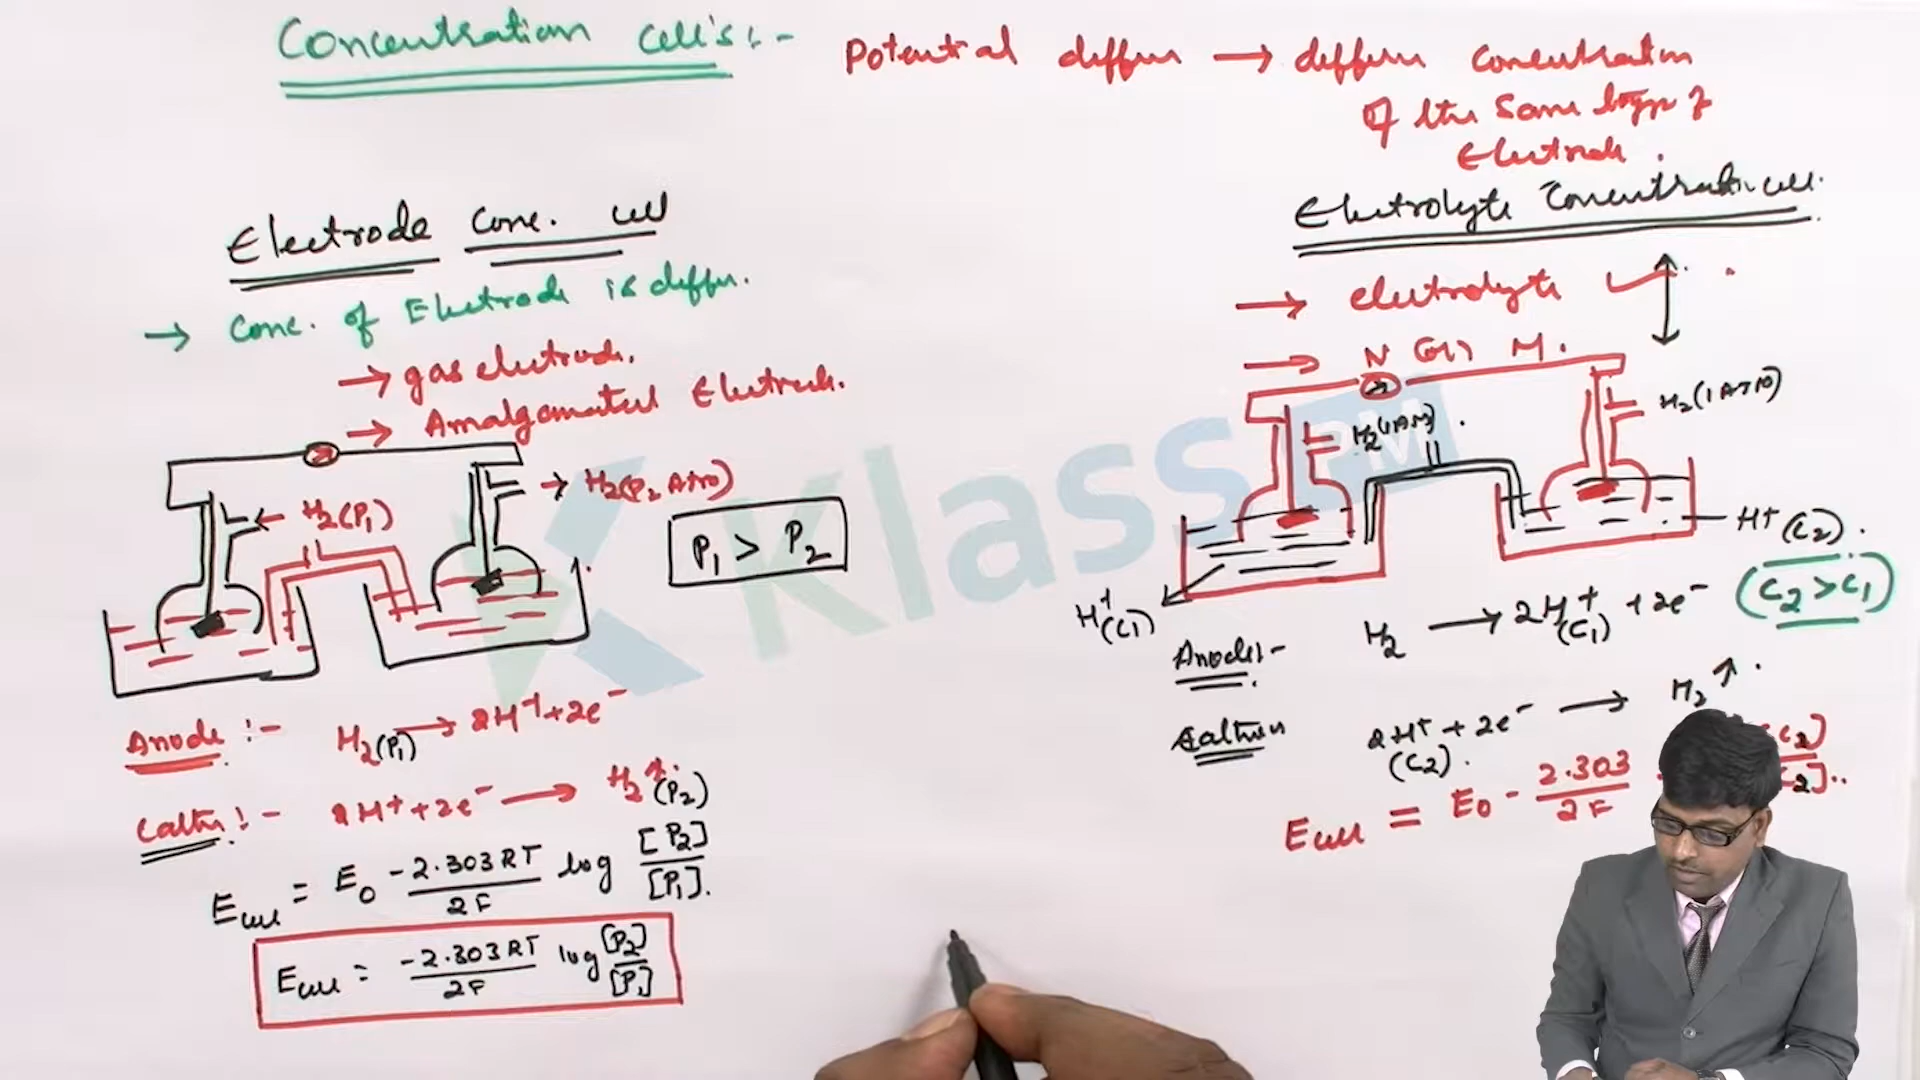 Concentration cell's:-
Potential differn → differn Concentration
of the same type of
Electrode.
Electrode Conc. cell
→ Conc. of Electrode is differ.
→ gas electrode.
→ Amalgamated Electrode.
H2(P1)
→ H2(P2 Atm)
P1 > P2
Anode :- H2(P1) → 2H+ + 2e-
2H+ + 2e- → H2 (P2)
Ecell = E0 - 2.303RT / 2F log [P2] / [P1].
Ecell = -2.303RT / 2F log [P2] / [P1]
Electrolyte Concentration cell.
→ electrolyte
→ N (or) M.
H2(1Atm)
H2(1Atm)
H+ (C1)
H+ (C2).
(C2 > C1)
Anode:- H2 → 2H+ (C1) + 2e-
2H+ + 2e- → H2 ↑.
(C2).
Ecell = E0 - 2.303 / 2F
KlassPM